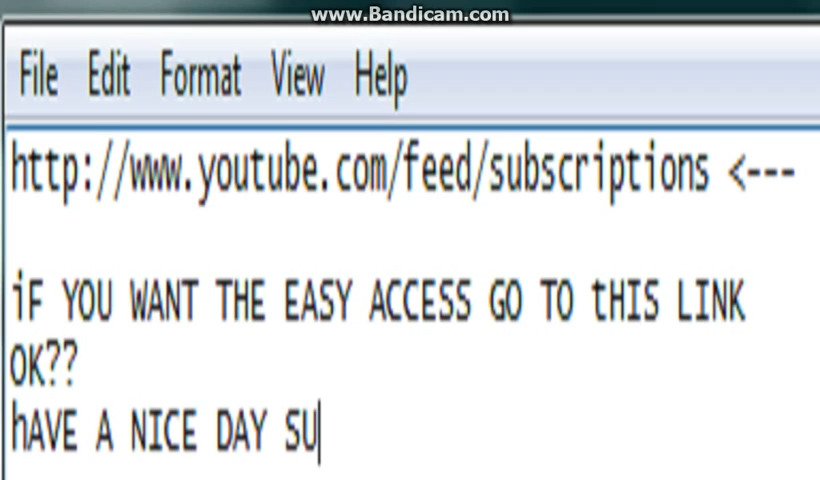 www.Bandicam.com
File Edit Format View Help
http://www.youtube.com/feed/subscriptions <---
iF YOU WANT THE EASY ACCESS GO TO tHIS LINK
OK??
hAVE A NICE DAY SU